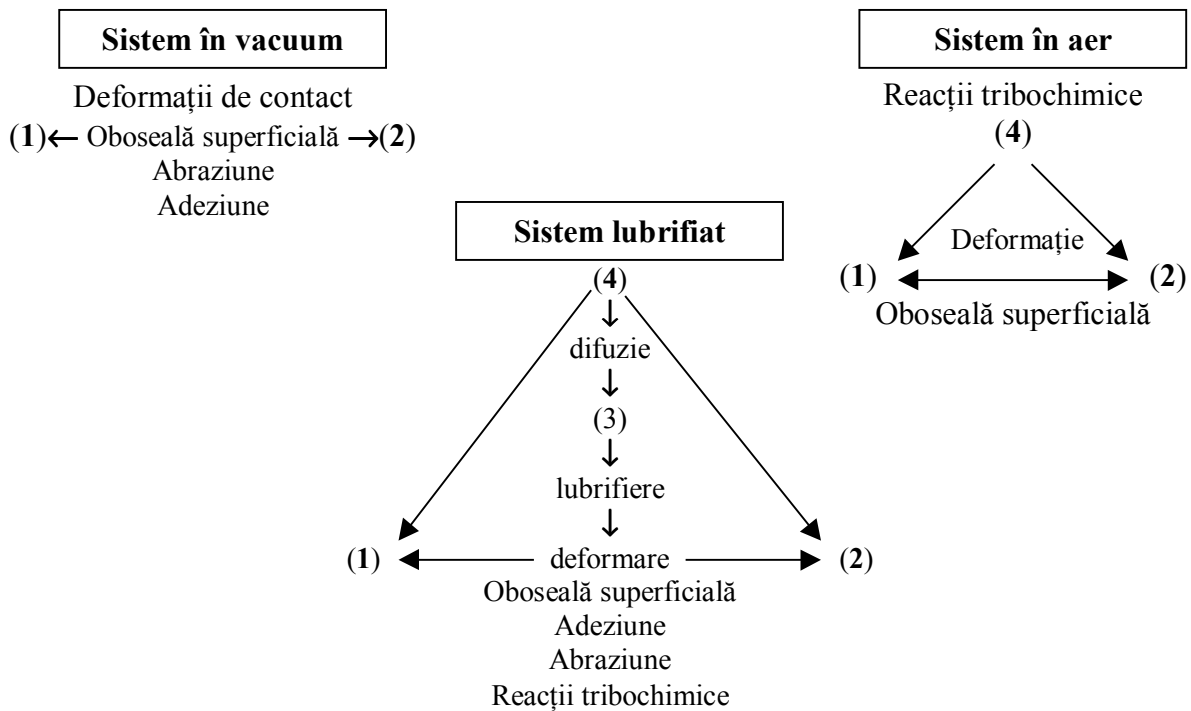 Sistem în vacuum
Deformații de contact
(1)← Oboseală superficială →(2)
Abraziune
Adeziune
Sistem în aer
Reacții tribochimice
(4)
Deformație
(1) (2)
Oboseală superficială
Sistem lubrifiat
(4)
difuzie
(3)
lubrifiere
(1) deformare (2)
Oboseală superficială
Adeziune
Abraziune
Reacții tribochimice